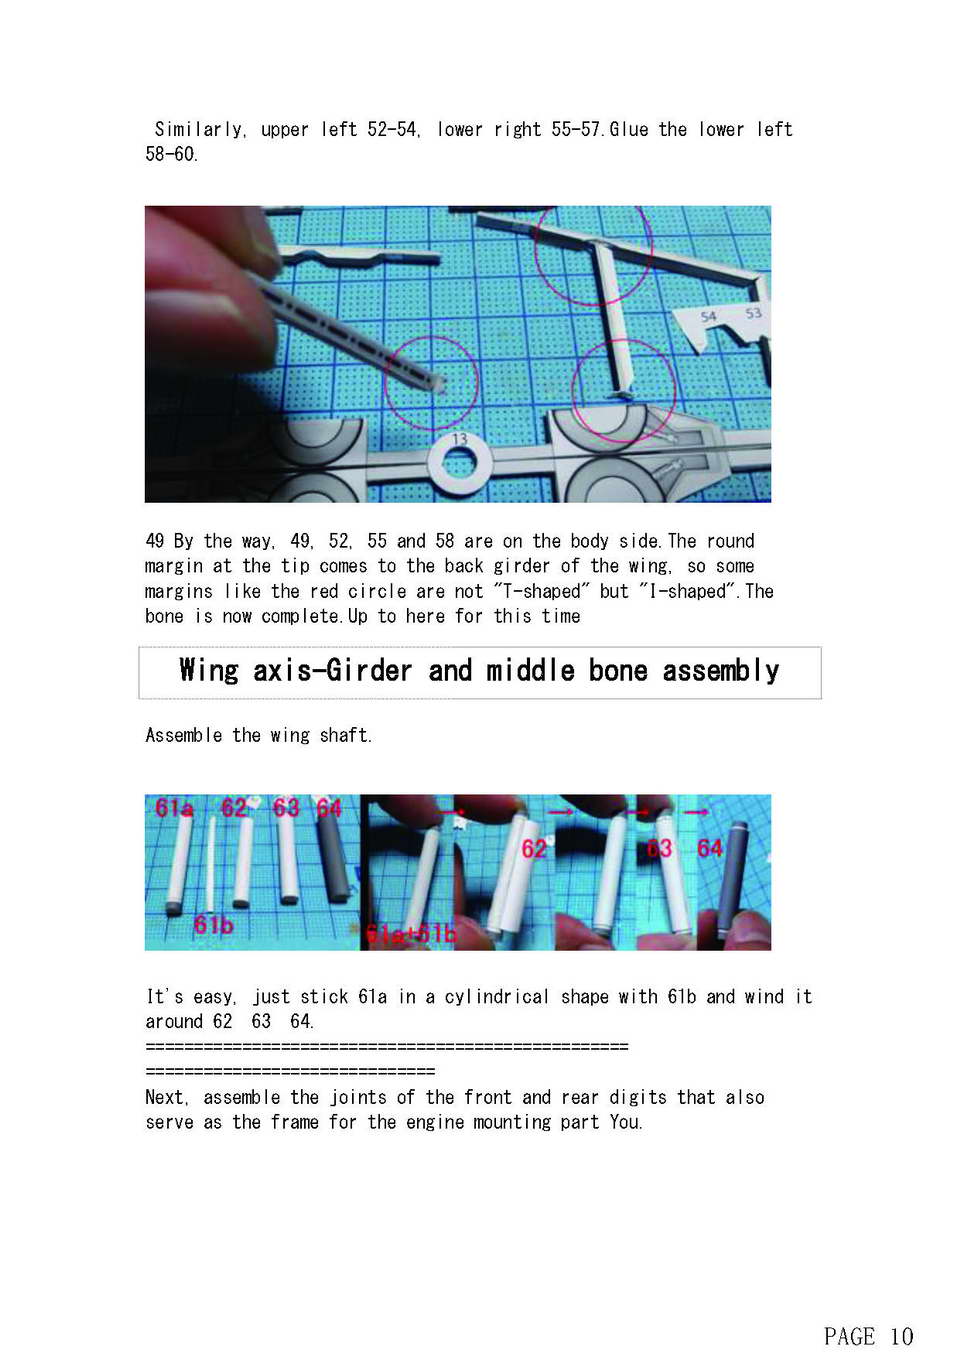 Similarly, upper left 52-54, lower right 55-57.Glue the lower left
58-60.
54 53
13
49 By the way, 49, 52, 55 and 58 are on the body side.The round
margin at the tip comes to the back girder of the wing, so some
margins like the red circle are not "T-shaped" but "I-shaped".The
bone is now complete.Up to here for this time
Wing axis-Girder and middle bone assembly
Assemble the wing shaft.
61a 62 63 64
62 63 64
61b
※61a+61b
It's easy, just stick 61a in a cylindrical shape with 61b and wind it
around 62 63 64.
==================================================
==============================
Next, assemble the joints of the front and rear digits that also
serve as the frame for the engine mounting part You.
PAGE 10